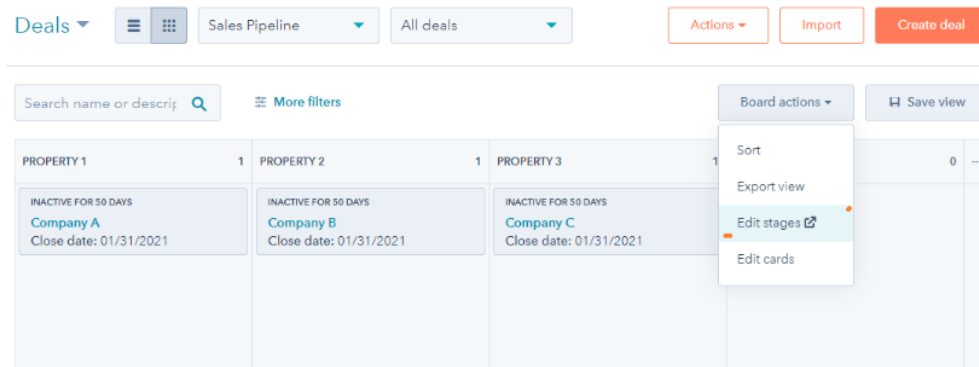 Deals
Sales Pipeline
All deals
Actions
Import
Create deal
Search name or descrip
More filters
Board actions
Save view
PROPERTY 1 1
PROPERTY 2 1
PROPERTY 3 1
0
Sort
Export view
Edit stages
Edit cards
INACTIVE FOR 50 DAYS
Company A
Close date: 01/31/2021
INACTIVE FOR 50 DAYS
Company B
Close date: 01/31/2021
INACTIVE FOR 50 DAYS
Company C
Close date: 01/31/2021